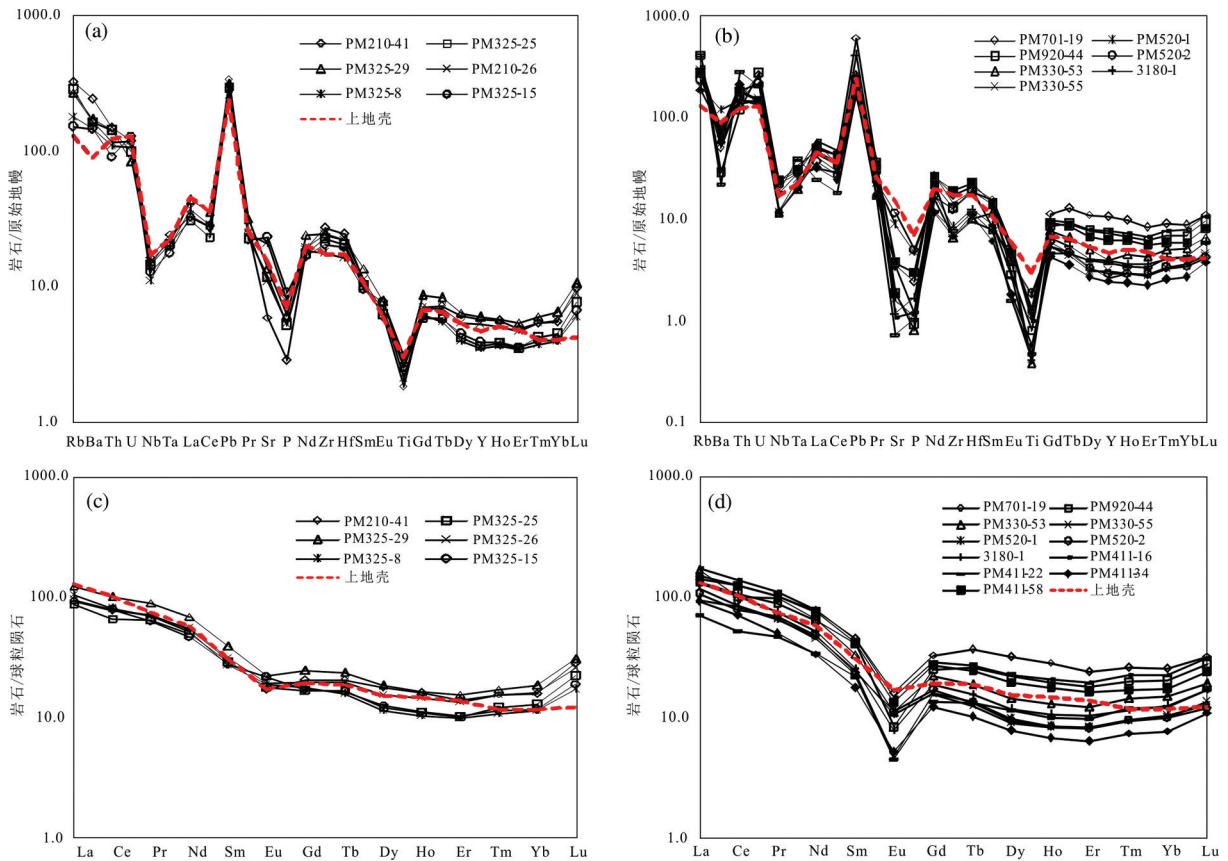 (a)
1000.0
100.0
10.0
1.0
岩石/原始地幔
PM210-41 PM325-25
PM325-29 PM210-26
PM325-8 PM325-15
上地壳
Rb Ba Th U Nb Ta La Ce Pb Pr Sr P Nd Zr Hf Sm Eu Ti Gd Tb Dy Y Ho Er Tm Yb Lu
(b)
1000.0
100.0
10.0
1.0
0.1
岩石/原始地幔
PM701-19 PM520-1
PM920-44 PM520-2
PM330-53 3180-1
PM330-55
上地壳
Rb Ba Th U Nb Ta La Ce Pb Pr Sr P Nd Zr Hf Sm Eu Ti Gd Tb Dy Y Ho Er Tm Yb Lu
(c)
1000.0
100.0
10.0
1.0
岩石/球粒陨石
PM210-41 PM325-25
PM325-29 PM325-26
PM325-8 PM325-15
上地壳
La Ce Pr Nd Sm Eu Gd Tb Dy Ho Er Tm Yb Lu
(d)
1000.0
100.0
10.0
1.0
岩石/球粒陨石
PM701-19 PM920-44
PM330-53 PM330-55
PM520-1 PM520-2
3180-1 PM411-16
PM411-22 PM411-34
PM411-58 上地壳
La Ce Pr Nd Sm Eu Gd Tb Dy Ho Er Tm Yb Lu